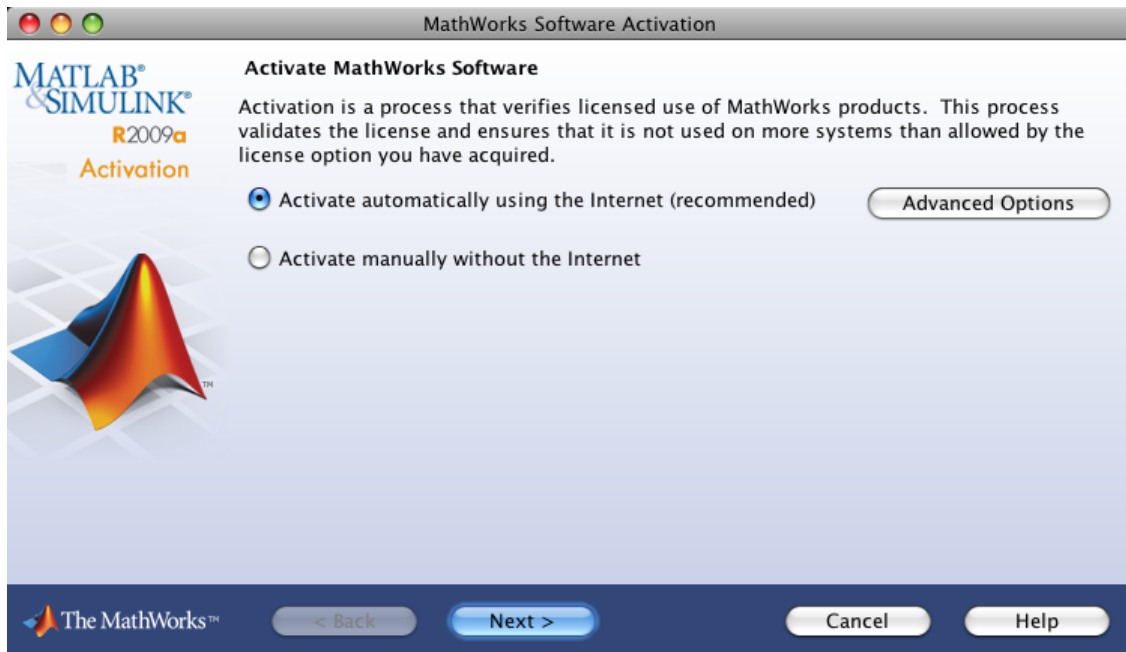 MathWorks Software Activation
MATLAB®
&SIMULINK®
R2009a
Activation
Activate MathWorks Software
Activation is a process that verifies licensed use of MathWorks products. This process
validates the license and ensures that it is not used on more systems than allowed by the
license option you have acquired.
Activate automatically using the Internet (recommended)
Advanced Options
Activate manually without the Internet
TM
The MathWorks™
< Back
Next >
Cancel
Help